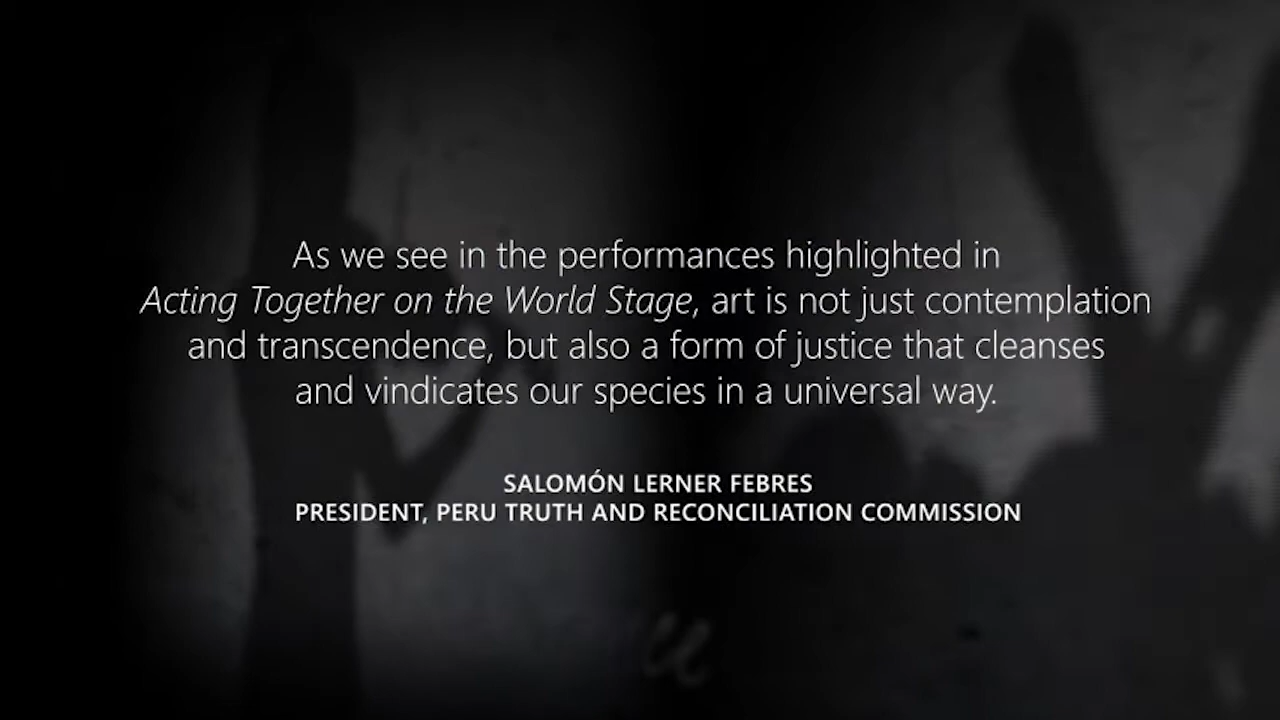 As we see in the performances highlighted in
Acting Together on the World Stage, art is not just contemplation
and transcendence, but also a form of justice that cleanses
and vindicates our species in a universal way.
SALOMÓN LERNER FEBRES
PRESIDENT, PERU TRUTH AND RECONCILIATION COMMISSION